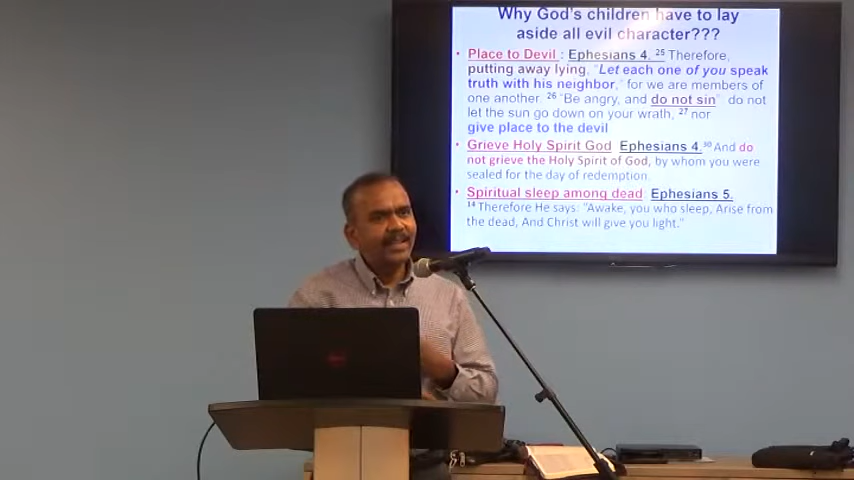 Why God's children have to lay
aside all evil character???
• Place to Devil : Ephesians 4. 25 Therefore,
putting away lying, "Let each one of you speak
truth with his neighbor," for we are members of
one another. 26 "Be angry, and do not sin" do not
let the sun go down on your wrath, 27 nor
give place to the devil
• Grieve Holy Spirit God Ephesians 4.30 And do
not grieve the Holy Spirit of God, by whom you were
sealed for the day of redemption.
• Spiritual sleep among dead: Ephesians 5.
14 Therefore He says: "Awake, you who sleep, Arise from
the dead, And Christ will give you light."